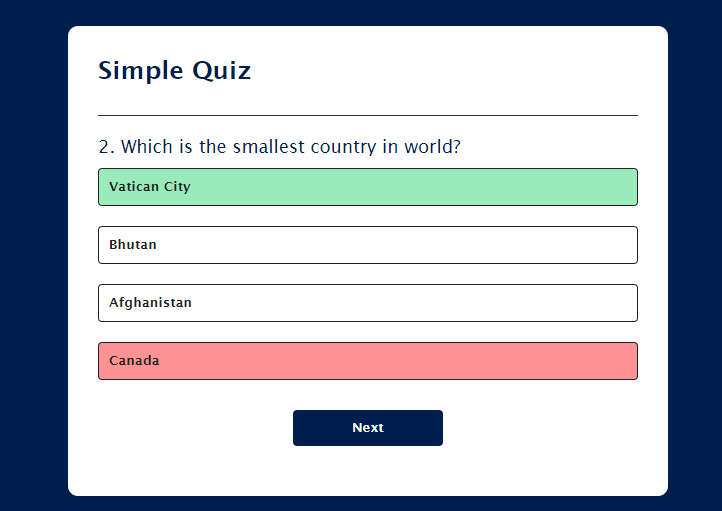 Simple Quiz
2. Which is the smallest country in world?
Vatican City
Bhutan
Afghanistan
Canada
Next